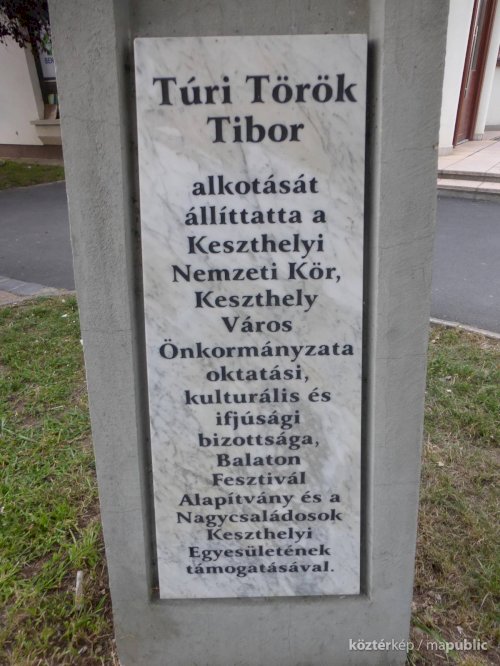 Túri Török
Tibor
alkotását
állíttatta a
Keszthelyi
Nemzeti Kör,
Keszthely
Város
Önkormányzata
oktatási,
kulturális és
ifjúsági
bizottsága,
Balaton
Fesztivál
Alapítvány és a
Nagycsaládosok
Keszthelyi
Egyesületének
támogatásával.
köztérkép / mapublic